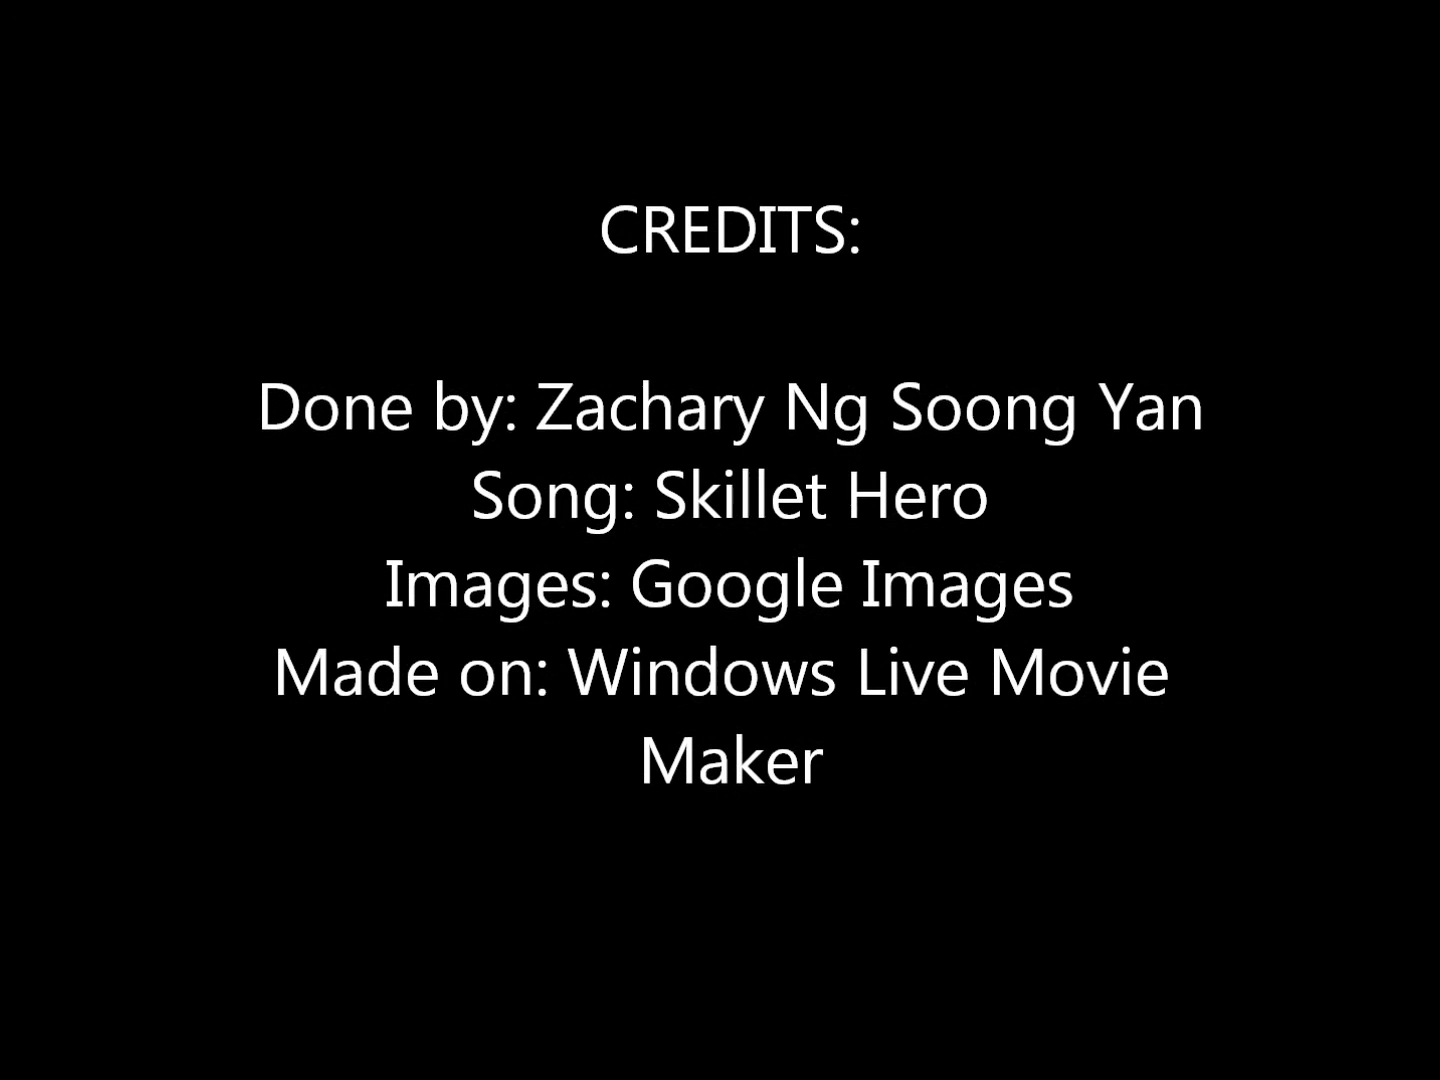 CREDITS:
Done by: Zachary Ng Soong Yan
Song: Skillet Hero
Images: Google Images
Made on: Windows Live Movie
Maker